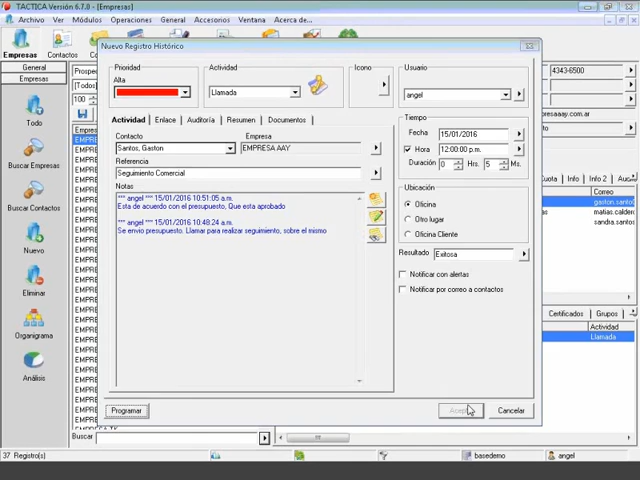 TACTICA Versión 6.7.0 - [Empresas]
Archivo Ver Módulos Operaciones General Accesorios Ventana Acerca de...
Empresas Contactos
General
Empresas
Todo
Buscar Empresas
Buscar Contactos
Nuevo
Eliminar
Organigrama
Análisis
[Todos]
100
Nuevo Registro Histórico
Prioridad
Alta
Actividad
Llamada
Icono
Usuario
angel
Actividad Enlace Auditoría Resumen Documentos
Contacto
Santos, Gaston
Empresa
EMPRESA AAY
Referencia
Seguimiento Comercial
Notas
*** angel *** 15/01/2016 10:51:05 a.m.
Esta de acuerdo con el presupuesto, Que esta aprobado
*** angel *** 15/01/2016 10:48:24 a.m.
Se envio presupuesto. Llamar para realizar seguimiento, sobre el mismo
Tiempo
Fecha 15/01/2016
Hora 12:00:00 p.m.
Duración 0 Hrs. 5 Ms.
Ubicación
Oficina
Otro lugar
Oficina Cliente
Resultado Exitosa
Notificar con alertas
Notificar por correo a contactos
Programar
Cancelar
4343-6500
Info Info 2
Correo
Certificados Grupos
Actividad
Llamada
Buscar
37 Registro(s)
basedemo
angel